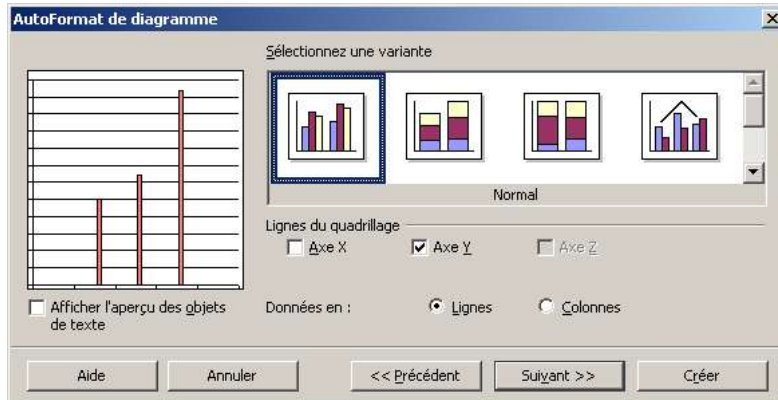 AutoFormat de diagramme
Sélectionnez une variante
Normal
Lignes du quadrillage
Axe X
Axe Y
Axe Z
Afficher l'aperçu des objets
de texte
Données en :
Lignes
Colonnes
Aide
Annuler
<< Précédent
Suivant >>
Créer